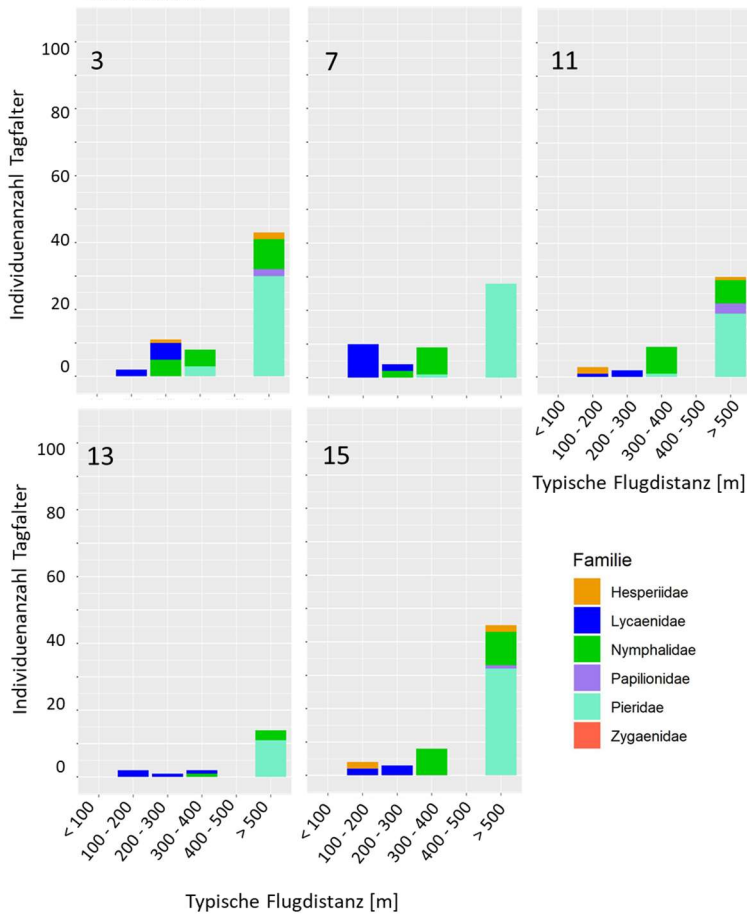 Individuenanzahl Tagfalter
100
80
60
40
20
0
3
7
11
< 100
100 - 200
200 - 300
300 - 400
400 - 500
> 500
Typische Flugdistanz [m]
Individuenanzahl Tagfalter
100
80
60
40
20
0
13
15
< 100
100 - 200
200 - 300
300 - 400
400 - 500
> 500
< 100
100 - 200
200 - 300
300 - 400
400 - 500
> 500
Typische Flugdistanz [m]
Familie
Hesperiidae
Lycaenidae
Nymphalidae
Papilionidae
Pieridae
Zygaenidae